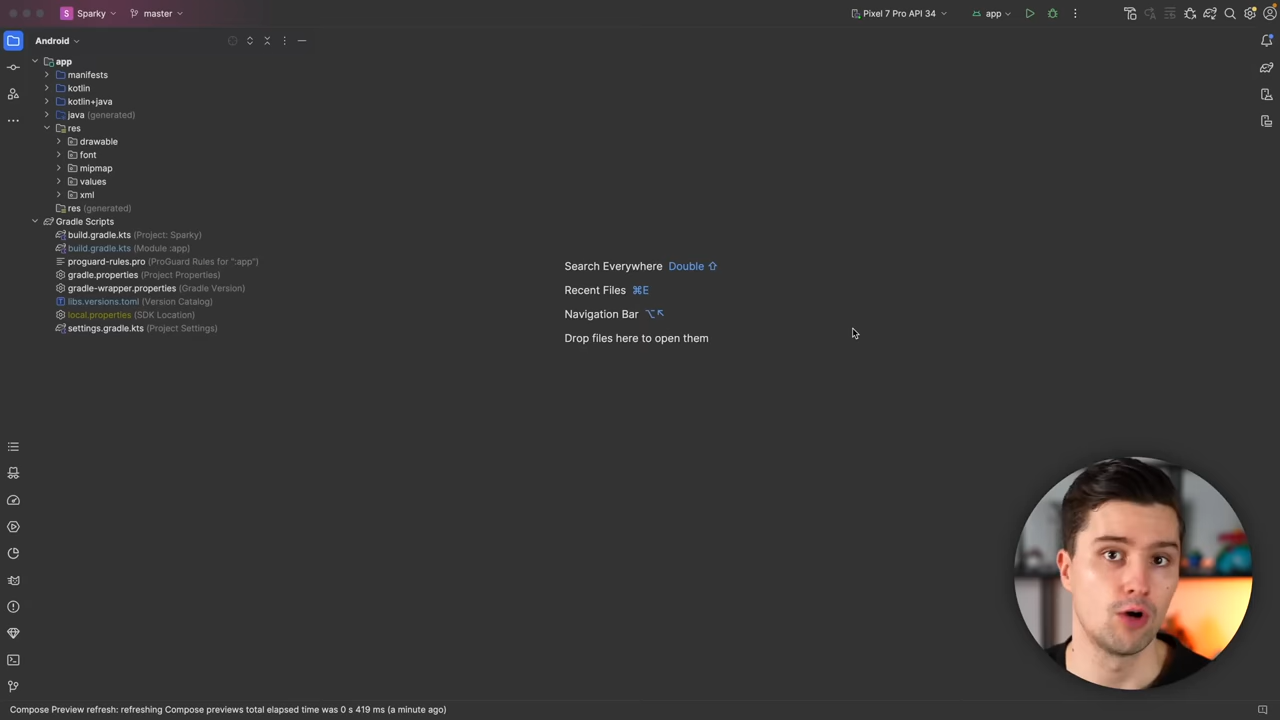 S Sparky master Pixel 7 Pro API 34 app
Android
app
manifests
kotlin
kotlin+java
java (generated)
res
drawable
font
mipmap
values
xml
res (generated)
Gradle Scripts
build.gradle.kts (Project: Sparky)
build.gradle.kts (Module :app)
proguard-rules.pro (ProGuard Rules for ":app")
gradle.properties (Project Properties)
gradle-wrapper.properties (Gradle Version)
libs.versions.toml (Version Catalog)
local.properties (SDK Location)
settings.gradle.kts (Project Settings)
Search Everywhere Double ⇧
Recent Files ⌘E
Navigation Bar ⌥↖
Drop files here to open them
Compose Preview refresh: refreshing Compose previews total elapsed time was 0 s 419 ms (a minute ago)